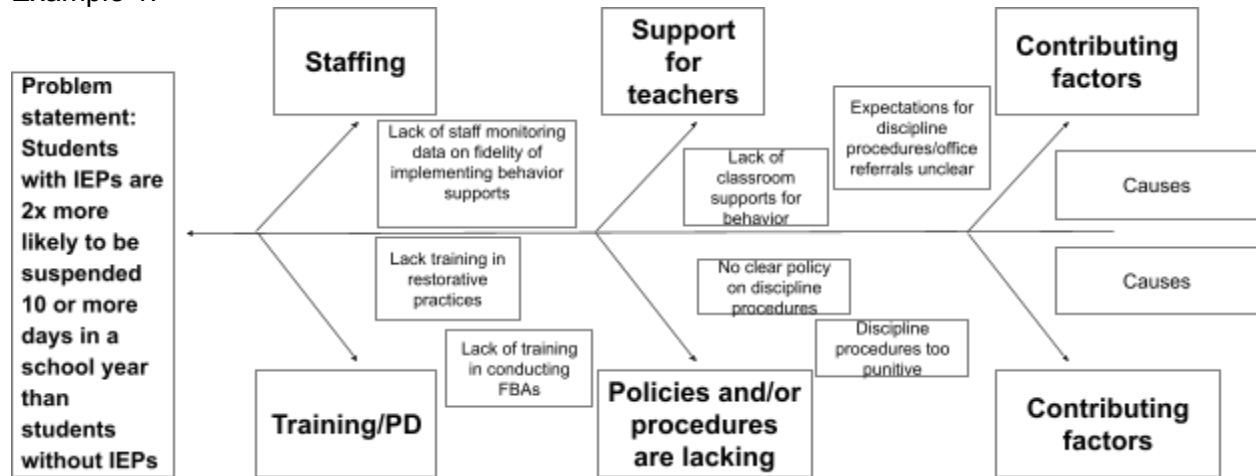 Problem
statement:
Students
with IEPs are
2x more
likely to be
suspended
10 or more
days in a
school year
than
students
without IEPs
Staffing
Lack of staff monitoring
data on fidelity of
implementing behavior
supports
Support
for
teachers
Lack of
classroom
supports for
behavior
Expectations for
discipline
procedures/office
referrals unclear
Contributing
factors
Causes
Lack training in
restorative
practices
Lack of training
in conducting
FBAs
Training/PD
No clear policy
on discipline
procedures
Discipline
procedures too
punitive
Policies and/or
procedures
are lacking
Causes
Contributing
factors